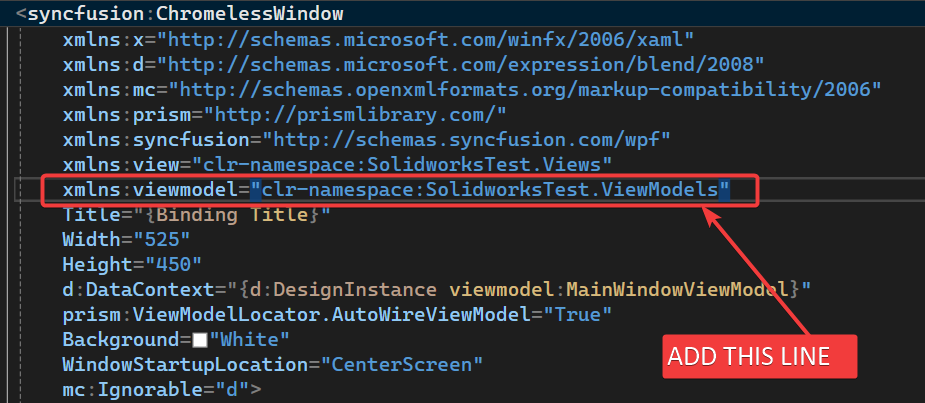 <syncfusion:ChromelessWindow
xmlns:x="http://schemas.microsoft.com/winfx/2006/xaml"
xmlns:d="http://schemas.microsoft.com/expression/blend/2008"
xmlns:mc="http://schemas.openxmlformats.org/markup-compatibility/2006"
xmlns:prism="http://prismlibrary.com/"
xmlns:syncfusion="http://schemas.syncfusion.com/wpf"
xmlns:view="clr-namespace:SolidworksTest.Views"
xmlns:viewmodel="clr-namespace:SolidworksTest.ViewModels"
Title="{Binding Title}"
Width="525"
Height="450"
d:DataContext="{d:DesignInstance viewmodel:MainWindowViewModel}"
prism:ViewModelLocator.AutoWireViewModel="True"
Background="White"
WindowStartupLocation="CenterScreen"
mc:Ignorable="d">
ADD THIS LINE